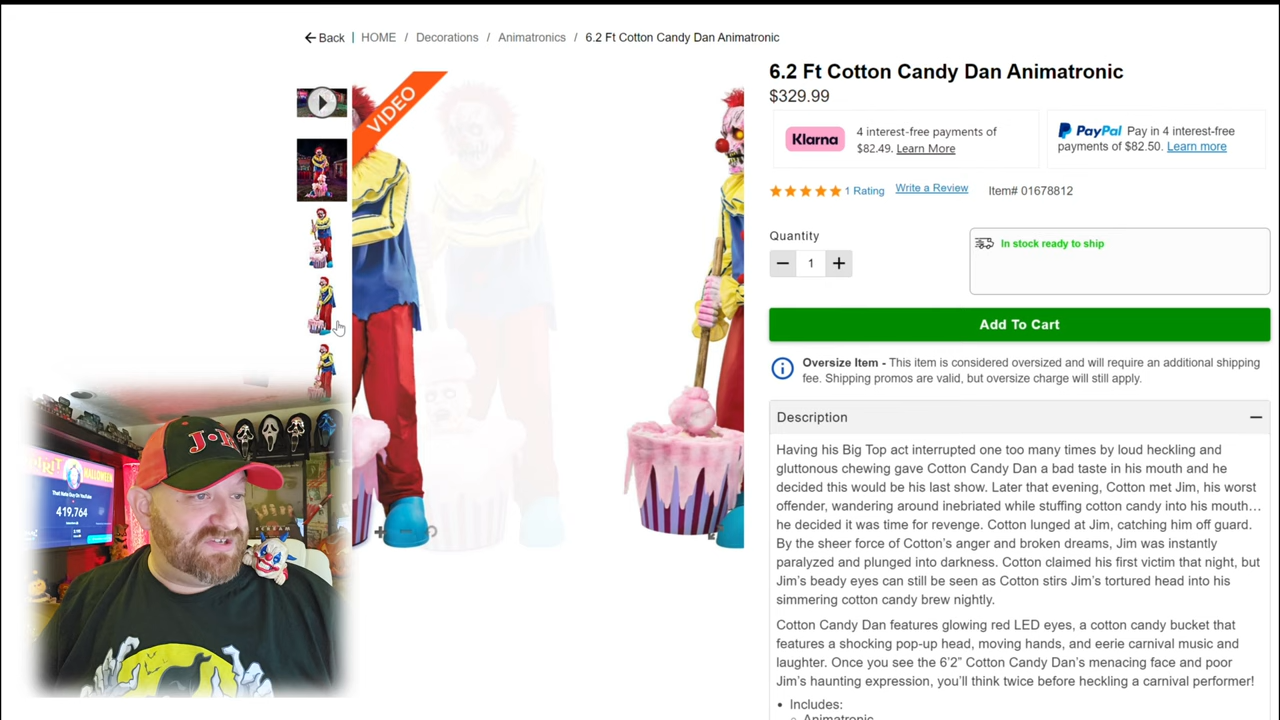 Back | HOME / Decorations / Animatronics / 6.2 Ft Cotton Candy Dan Animatronic
VIDEO
6.2 Ft Cotton Candy Dan Animatronic
$329.99
Klarna
4 interest-free payments of
$82.49. Learn More
PayPal Pay in 4 interest-free
payments of $82.50. Learn more
1 Rating Write a Review Item# 01678812
Quantity
1
In stock ready to ship
Add To Cart
Oversize Item - This item is considered oversized and will require an additional shipping
fee. Shipping promos are valid, but oversize charge will still apply.
Description
Having his Big Top act interrupted one too many times by loud heckling and
gluttonous chewing gave Cotton Candy Dan a bad taste in his mouth and he
decided this would be his last show. Later that evening, Cotton met Jim, his worst
offender, wandering around inebriated while stuffing cotton candy into his mouth…
he decided it was time for revenge. Cotton lunged at Jim, catching him off guard.
By the sheer force of Cotton's anger and broken dreams, Jim was instantly
paralyzed and plunged into darkness. Cotton claimed his first victim that night, but
Jim's beady eyes can still be seen as Cotton stirs Jim's tortured head into his
simmering cotton candy brew nightly.
Cotton Candy Dan features glowing red LED eyes, a cotton candy bucket that
features a shocking pop-up head, moving hands, and eerie carnival music and
laughter. Once you see the 6'2” Cotton Candy Dan's menacing face and poor
Jim's haunting expression, you'll think twice before heckling a carnival performer!
• Includes:
Animatronic
HALLOWEEN
419,764
SCREAM